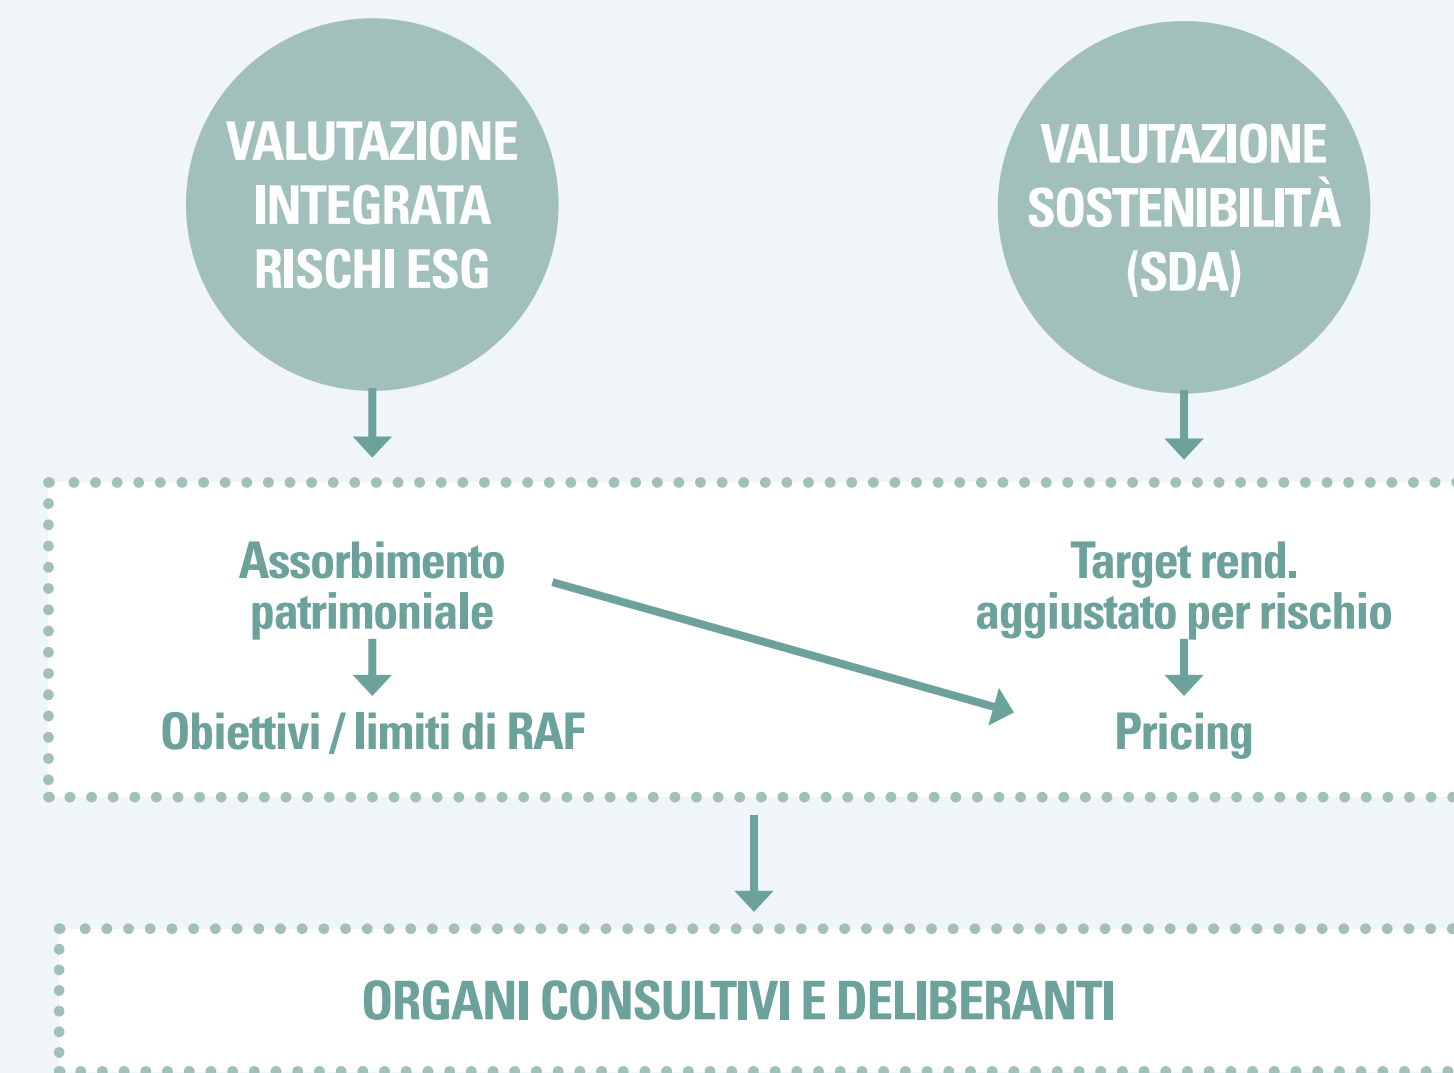 VALUTAZIONE
INTEGRATA
RISCHI ESG
VALUTAZIONE
SOSTENIBILITÀ
(SDA)
Assorbimento
patrimoniale
Target rend.
aggiustato per rischio
Obiettivi / limiti di RAF
Pricing
ORGANI CONSULTIVI E DELIBERANTI